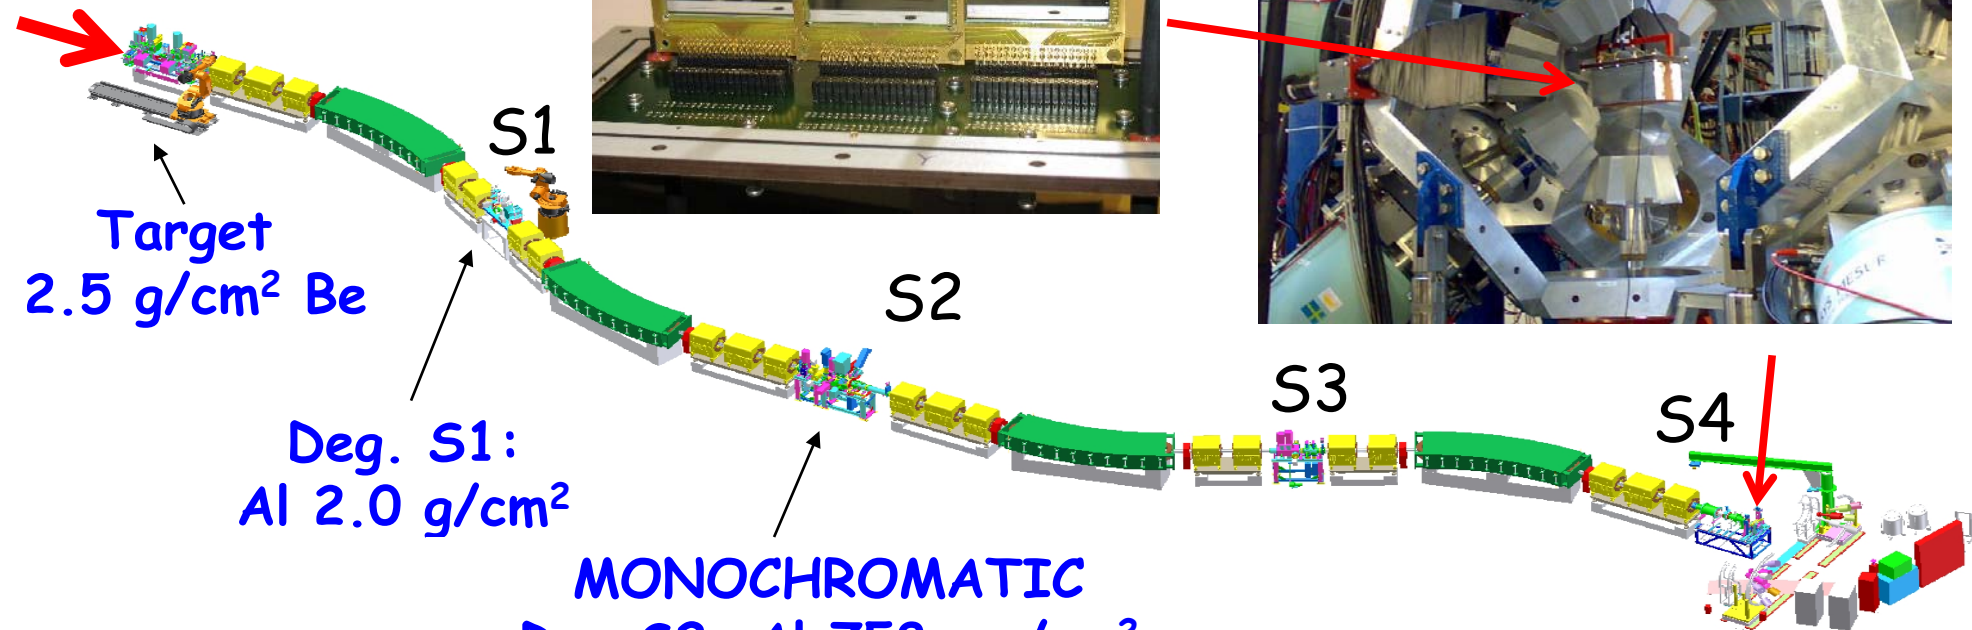 S1
Target
2.5 g/cm² Be
S2
Deg. S1:
Al 2.0 g/cm²
S3
S4
MONOCHROMATIC